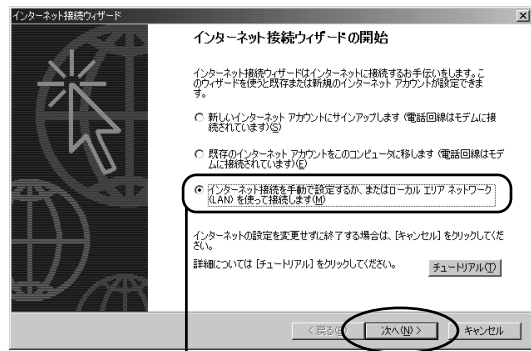 インターネット接続ウィザード
インターネット接続ウィザードの開始
インターネット接続ウィザードはインターネットに接続するお手伝いをします。こ
のウィザードを使うと既存または新規のインターネット アカウントが設定できま
す。
新しいインターネット アカウントにサインアップします (電話回線はモデムに接
続されています)(S)
既存のインターネット アカウントをこのコンピュータに移します (電話回線はモデ
ムに接続されています)(E)
インターネット接続を手動で設定するか、またはローカル エリア ネットワーク
(LAN) を使って接続します(M)
インターネットの設定を変更せずに終了する場合は、[キャンセル] をクリックしてくだ
さい。
詳細については [チュートリアル] をクリックしてください。
チュートリアル(T)
< 戻る(B)
次へ(N) >
キャンセル